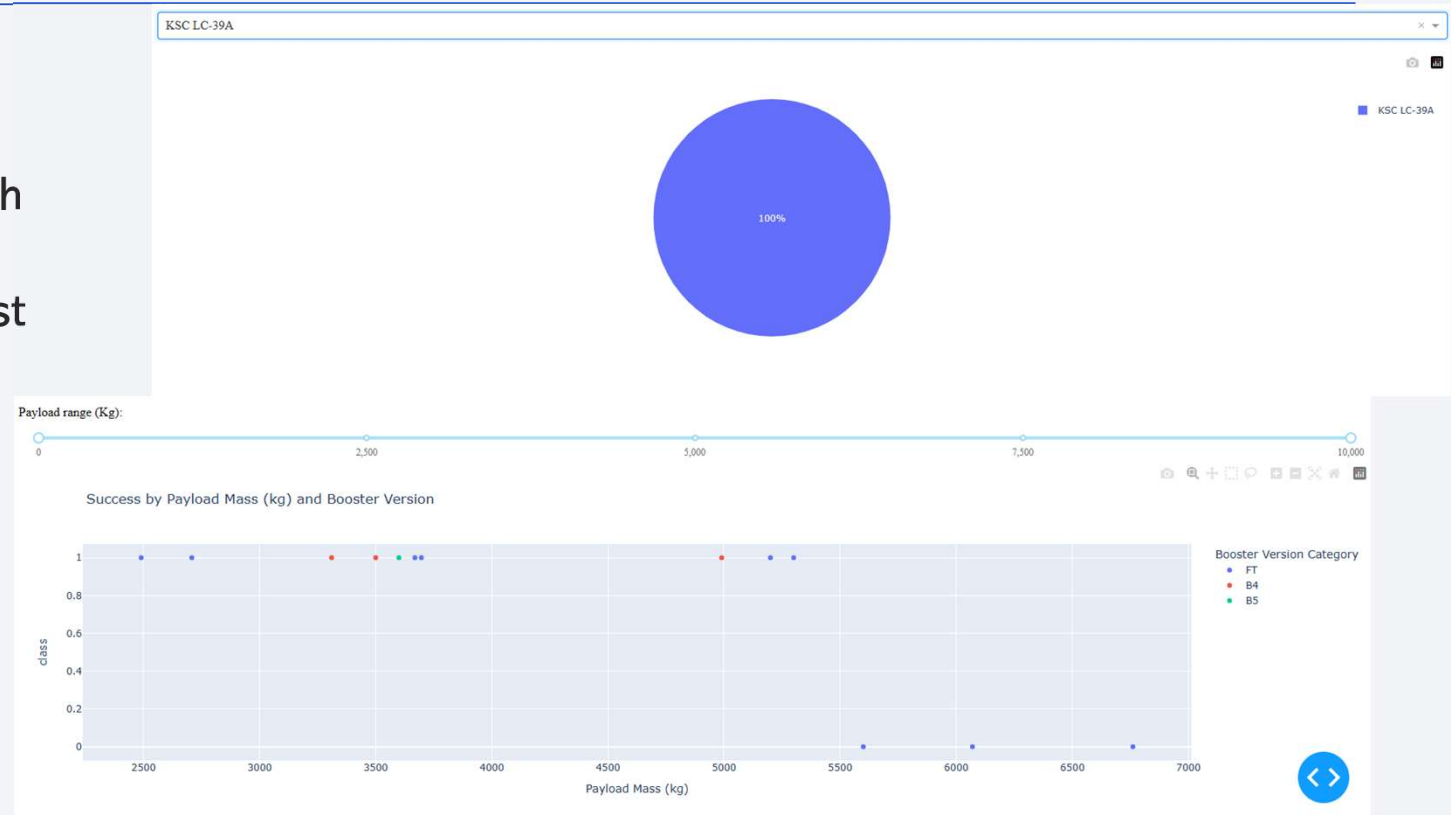 KSC LC-39A
KSC LC-39A
h
100%
st
Payload range (Kg):
0 2,500 5,000 7,500 10,000
Success by Payload Mass (kg) and Booster Version
Booster Version Category
FT
B4
B5
1
0.8
0.6
0.4
0.2
0
class
2500 3000 3500 4000 4500 5000 5500 6000 6500 7000
Payload Mass (kg)